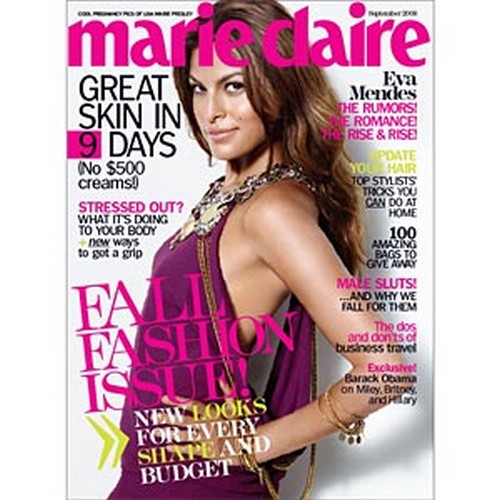 COOL PREGNANCY PICS OF LISA MARIE PRESLEY
September 2008
marie claire
GREAT
SKIN IN
9 DAYS
(No $500
creams!)
STRESSED OUT?
WHAT IT'S DOING
TO YOUR BODY
+ new ways
to get a grip
FALL
FASHION
ISSUE!
NEW LOOKS
FOR EVERY
SHAPE AND
BUDGET
Eva
Mendes
THE RUMORS!
THE ROMANCE!
THE RISE & RISE!
UPDATE
YOUR HAIR
TOP STYLISTS'
TRICKS YOU
CAN DO AT
HOME
100
AMAZING
BAGS TO
GIVE AWAY
MALE SLUTS!
...AND WHY WE
FALL FOR THEM
The dos
and don'ts of
business travel
Exclusive!
Barack Obama
on Miley, Britney,
and Hillary